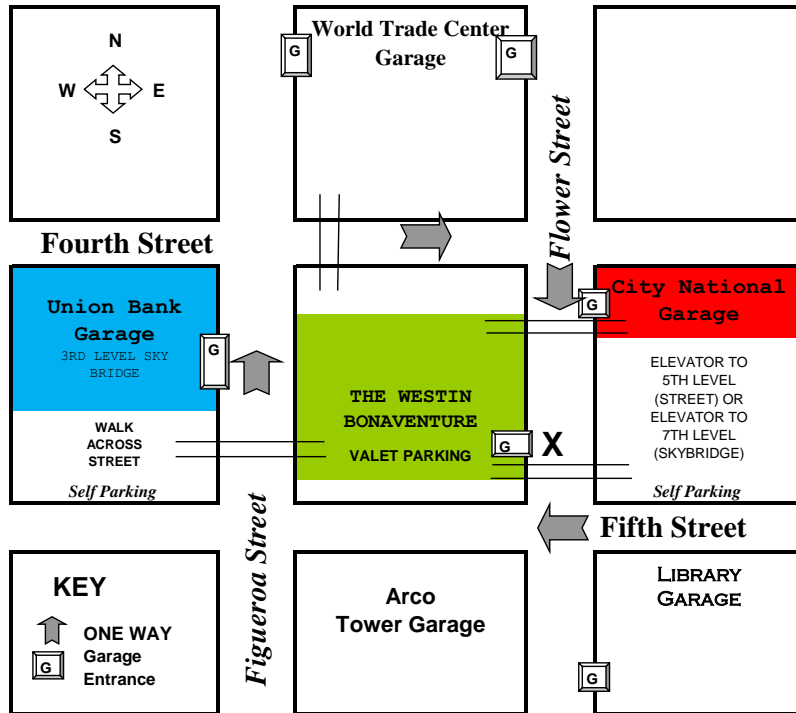 N
W
E
S
World Trade Center
Garage
G
G
Flower Street
Fourth Street
Union Bank
Garage
3RD LEVEL SKY
BRIDGE
G
WALK
ACROSS
STREET
Self Parking
THE WESTIN
BONAVENTURE
VALET PARKING
G
X
City National
Garage
G
ELEVATOR TO
5TH LEVEL
(STREET) OR
ELEVATOR TO
7TH LEVEL
(SKYBRIDGE)
Self Parking
Figueroa Street
Fifth Street
KEY
ONE WAY
G
Garage
Entrance
Arco
Tower Garage
LIBRARY
GARAGE
G